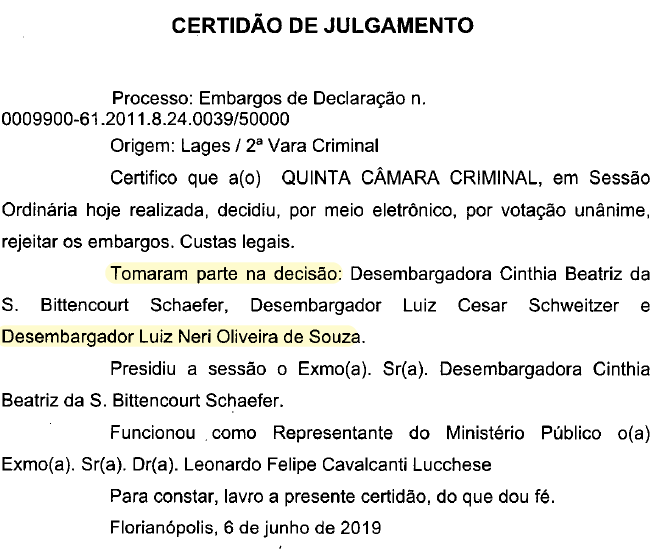 CERTIDÃO DE JULGAMENTO
Processo: Embargos de Declaração n.
0009900-61.2011.8.24.0039/50000
Origem: Lages / 2ª Vara Criminal
Certifico que a(o) QUINTA CÂMARA CRIMINAL, em Sessão
Ordinária hoje realizada, decidiu, por meio eletrônico, por votação unânime,
rejeitar os embargos. Custas legais.
Tomaram parte na decisão: Desembargadora Cinthia Beatriz da
S. Bittencourt Schaefer, Desembargador Luiz Cesar Schweitzer e
Desembargador Luiz Neri Oliveira de Souza.
Presidiu a sessão o Exmo(a). Sr(a). Desembargadora Cinthia
Beatriz da S. Bittencourt Schaefer.
Funcionou como Representante do Ministério Público o(a)
Exmo(a). Sr(a). Dr(a). Leonardo Felipe Cavalcanti Lucchese
Para constar, lavro a presente certidão, do que dou fé.
Florianópolis, 6 de junho de 2019